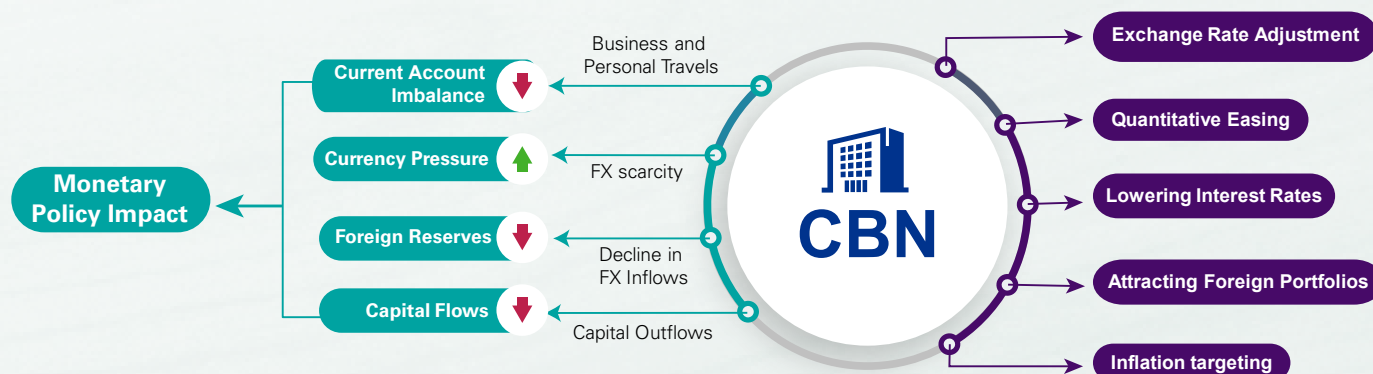 Monetary
Policy Impact
Current Account
Imbalance
Currency Pressure
Foreign Reserves
Capital Flows
Business and
Personal Travels
FX scarcity
Decline in
FX Inflows
Capital Outflows
CBN
Exchange Rate Adjustment
Quantitative Easing
Lowering Interest Rates
Attracting Foreign Portfolios
Inflation targeting